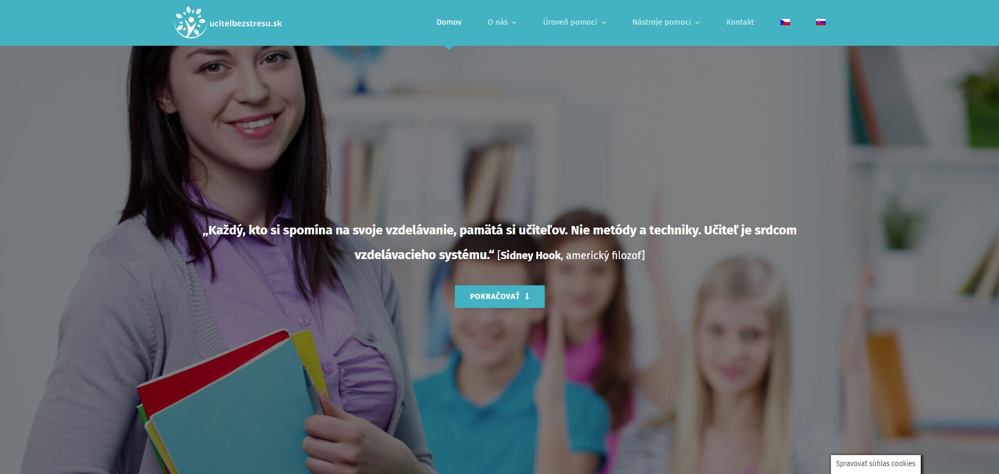 ucitelbezstresu.sk
Domov
O nás
Úroveň pomoci
Nástroje pomoci
Kontakt
„Každý, kto si spomína na svoje vzdelávanie, pamätá si učiteľov. Nie metódy a techniky. Učiteľ je srdcom
vzdelávacieho systému.“ [Sidney Hook, americký filozof]
POKRAČOVAŤ
Spravovať súhlas cookies